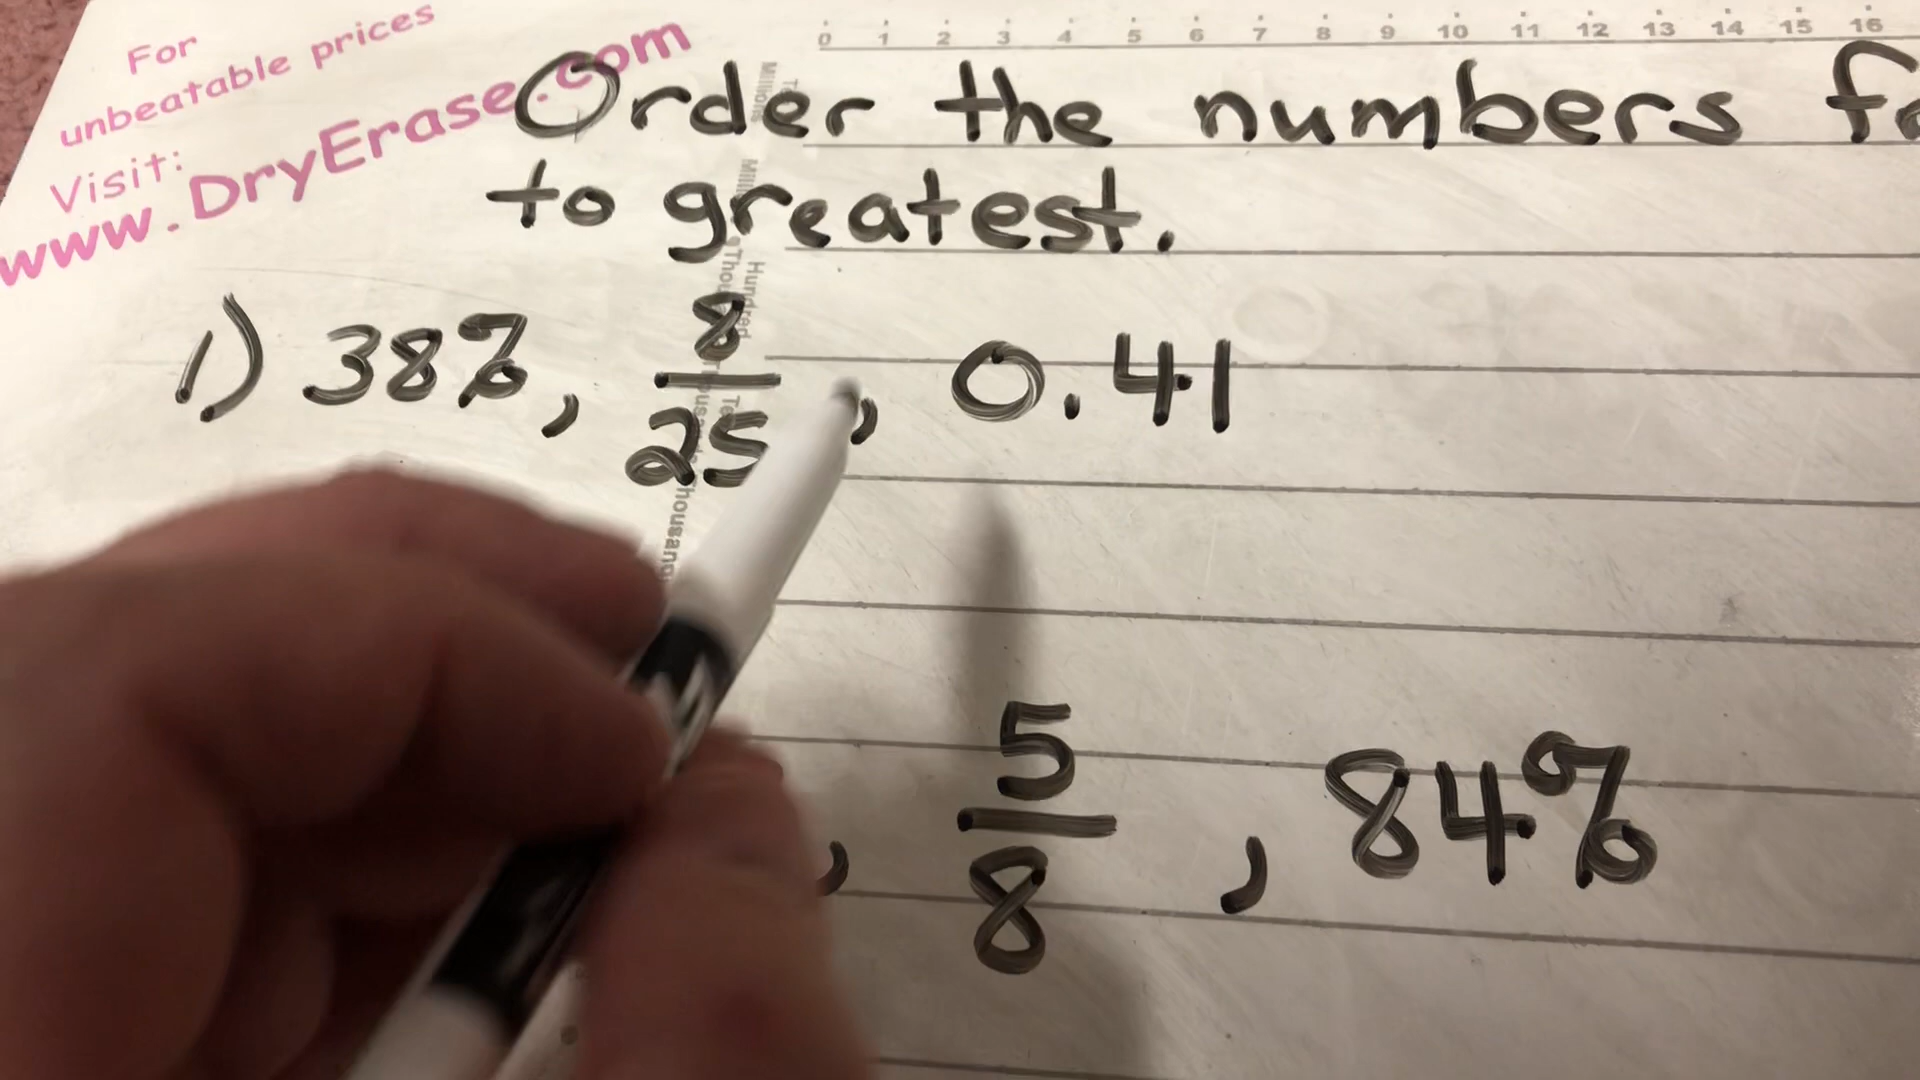 For
unbeatable prices
Visit:
www.DryErase.com
0 1 2 3 4 5 6 7 8 9 10 11 12 13 14 15 16
Order the numbers
to greatest.
1) 38%, 8/25, 0.41
, 5/8, 84%
Hundred